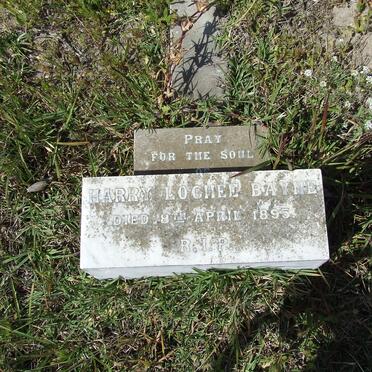 PRAY
FOR THE SOUL
HARRY LOCHEE BAYNE
DIED 9TH APRIL 1895
R.I.P.